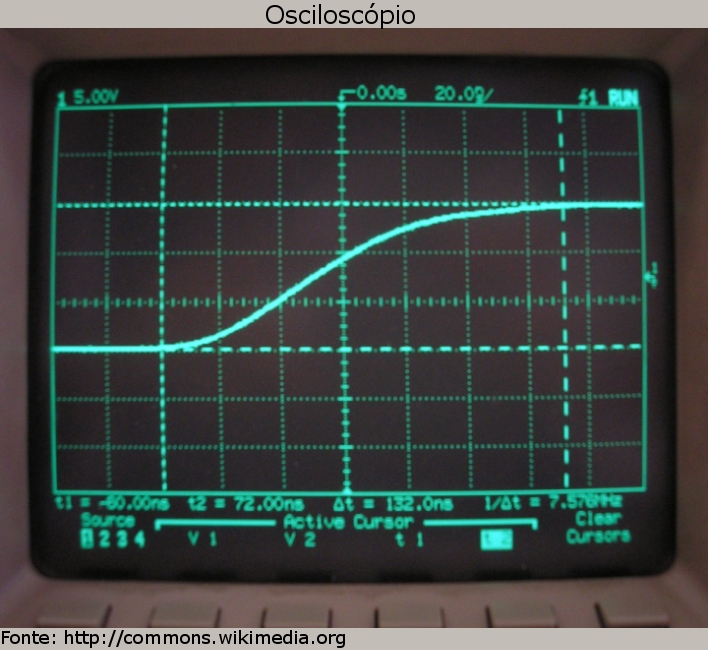 Osciloscópio
1 5.00V 0.00s 20.0g/ f1 RUN
t1 = -60.00ns t2 = 72.00ns Δt = 132.0ns 1/Δt = 7.576MHz
Source Active Cursor Clear
1 2 3 4 V 1 V 2 t 1 Cursors
Fonte: http://commons.wikimedia.org